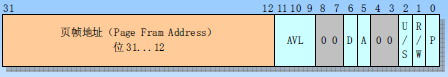 31 12 11 10 9 8 7 6 5 4 3 2 1 0
页帧地址（Page Fram Address）
位 31...12
AVL
0 0
D
A
0 0
U
/
S
R
/
W
P